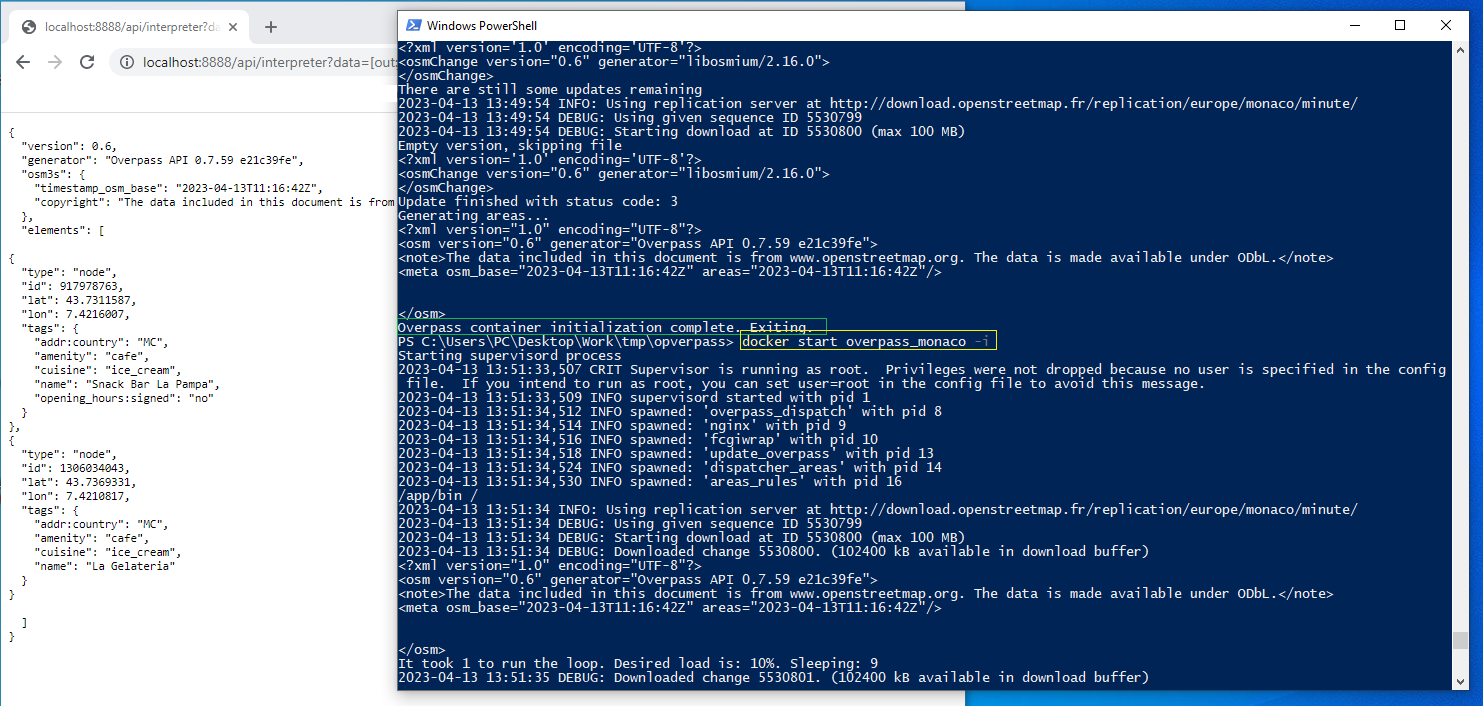 localhost:8888/api/interpreter?da
localhost:8888/api/interpreter?data=[out:
{
"version": 0.6,
"generator": "Overpass API 0.7.59 e21c39fe",
"osm3s": {
"timestamp_osm_base": "2023-04-13T11:16:42Z",
"copyright": "The data included in this document is from
},
"elements": [
{
"type": "node",
"id": 917978763,
"lat": 43.7311587,
"lon": 7.4216007,
"tags": {
"addr:country": "MC",
"amenity": "cafe",
"cuisine": "ice_cream",
"name": "Snack Bar La Pampa",
"opening_hours:signed": "no"
}
},
{
"type": "node",
"id": 1306034043,
"lat": 43.7369331,
"lon": 7.4210817,
"tags": {
"addr:country": "MC",
"amenity": "cafe",
"cuisine": "ice_cream",
"name": "La Gelateria"
}
}
]
}
Windows PowerShell
<?xml version='1.0' encoding='UTF-8'?>
<osmChange version="0.6" generator="libosmium/2.16.0">
</osmChange>
There are still some updates remaining
2023-04-13 13:49:54 INFO: Using replication server at http://download.openstreetmap.fr/replication/europe/monaco/minute/
2023-04-13 13:49:54 DEBUG: Using given sequence ID 5530799
2023-04-13 13:49:54 DEBUG: Starting download at ID 5530800 (max 100 MB)
Empty version, skipping file
<?xml version='1.0' encoding='UTF-8'?>
<osmChange version="0.6" generator="libosmium/2.16.0">
</osmChange>
Update finished with status code: 3
Generating areas...
<?xml version="1.0" encoding="UTF-8"?>
<osm version="0.6" generator="Overpass API 0.7.59 e21c39fe">
<note>The data included in this document is from www.openstreetmap.org. The data is made available under ODbL.</note>
<meta osm_base="2023-04-13T11:16:42Z" areas="2023-04-13T11:16:42Z"/>
</osm>
Overpass container initialization complete. Exiting.
PS C:\Users\PC\Desktop\Work\tmp\opverpass> docker start overpass_monaco -i
Starting supervisord process
2023-04-13 13:51:33,507 CRIT Supervisor is running as root.  Privileges were not dropped because no user is specified in the config
file.  If you intend to run as root, you can set user=root in the config file to avoid this message.
2023-04-13 13:51:33,509 INFO supervisord started with pid 1
2023-04-13 13:51:34,512 INFO spawned: 'overpass_dispatch' with pid 8
2023-04-13 13:51:34,514 INFO spawned: 'nginx' with pid 9
2023-04-13 13:51:34,516 INFO spawned: 'fcgiwrap' with pid 10
2023-04-13 13:51:34,518 INFO spawned: 'update_overpass' with pid 13
2023-04-13 13:51:34,524 INFO spawned: 'dispatcher_areas' with pid 14
2023-04-13 13:51:34,530 INFO spawned: 'areas_rules' with pid 16
/app/bin /
2023-04-13 13:51:34 INFO: Using replication server at http://download.openstreetmap.fr/replication/europe/monaco/minute/
2023-04-13 13:51:34 DEBUG: Using given sequence ID 5530799
2023-04-13 13:51:34 DEBUG: Starting download at ID 5530800 (max 100 MB)
2023-04-13 13:51:34 DEBUG: Downloaded change 5530800. (102400 kB available in download buffer)
<?xml version="1.0" encoding="UTF-8"?>
<osm version="0.6" generator="Overpass API 0.7.59 e21c39fe">
<note>The data included in this document is from www.openstreetmap.org. The data is made available under ODbL.</note>
<meta osm_base="2023-04-13T11:16:42Z" areas="2023-04-13T11:16:42Z"/>
</osm>
It took 1 to run the loop. Desired load is: 10%. Sleeping: 9
2023-04-13 13:51:35 DEBUG: Downloaded change 5530801. (102400 kB available in download buffer)